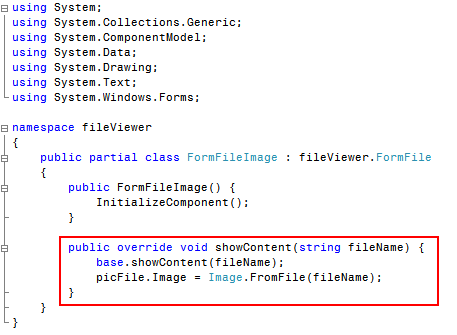 using System;
using System.Collections.Generic;
using System.ComponentModel;
using System.Data;
using System.Drawing;
using System.Text;
using System.Windows.Forms;
namespace fileViewer
{
public partial class FormFileImage : fileViewer.FormFile
{
public FormFileImage() {
InitializeComponent();
}
public override void showContent(string fileName) {
base.showContent(fileName);
picFile.Image = Image.FromFile(fileName);
}
}
}